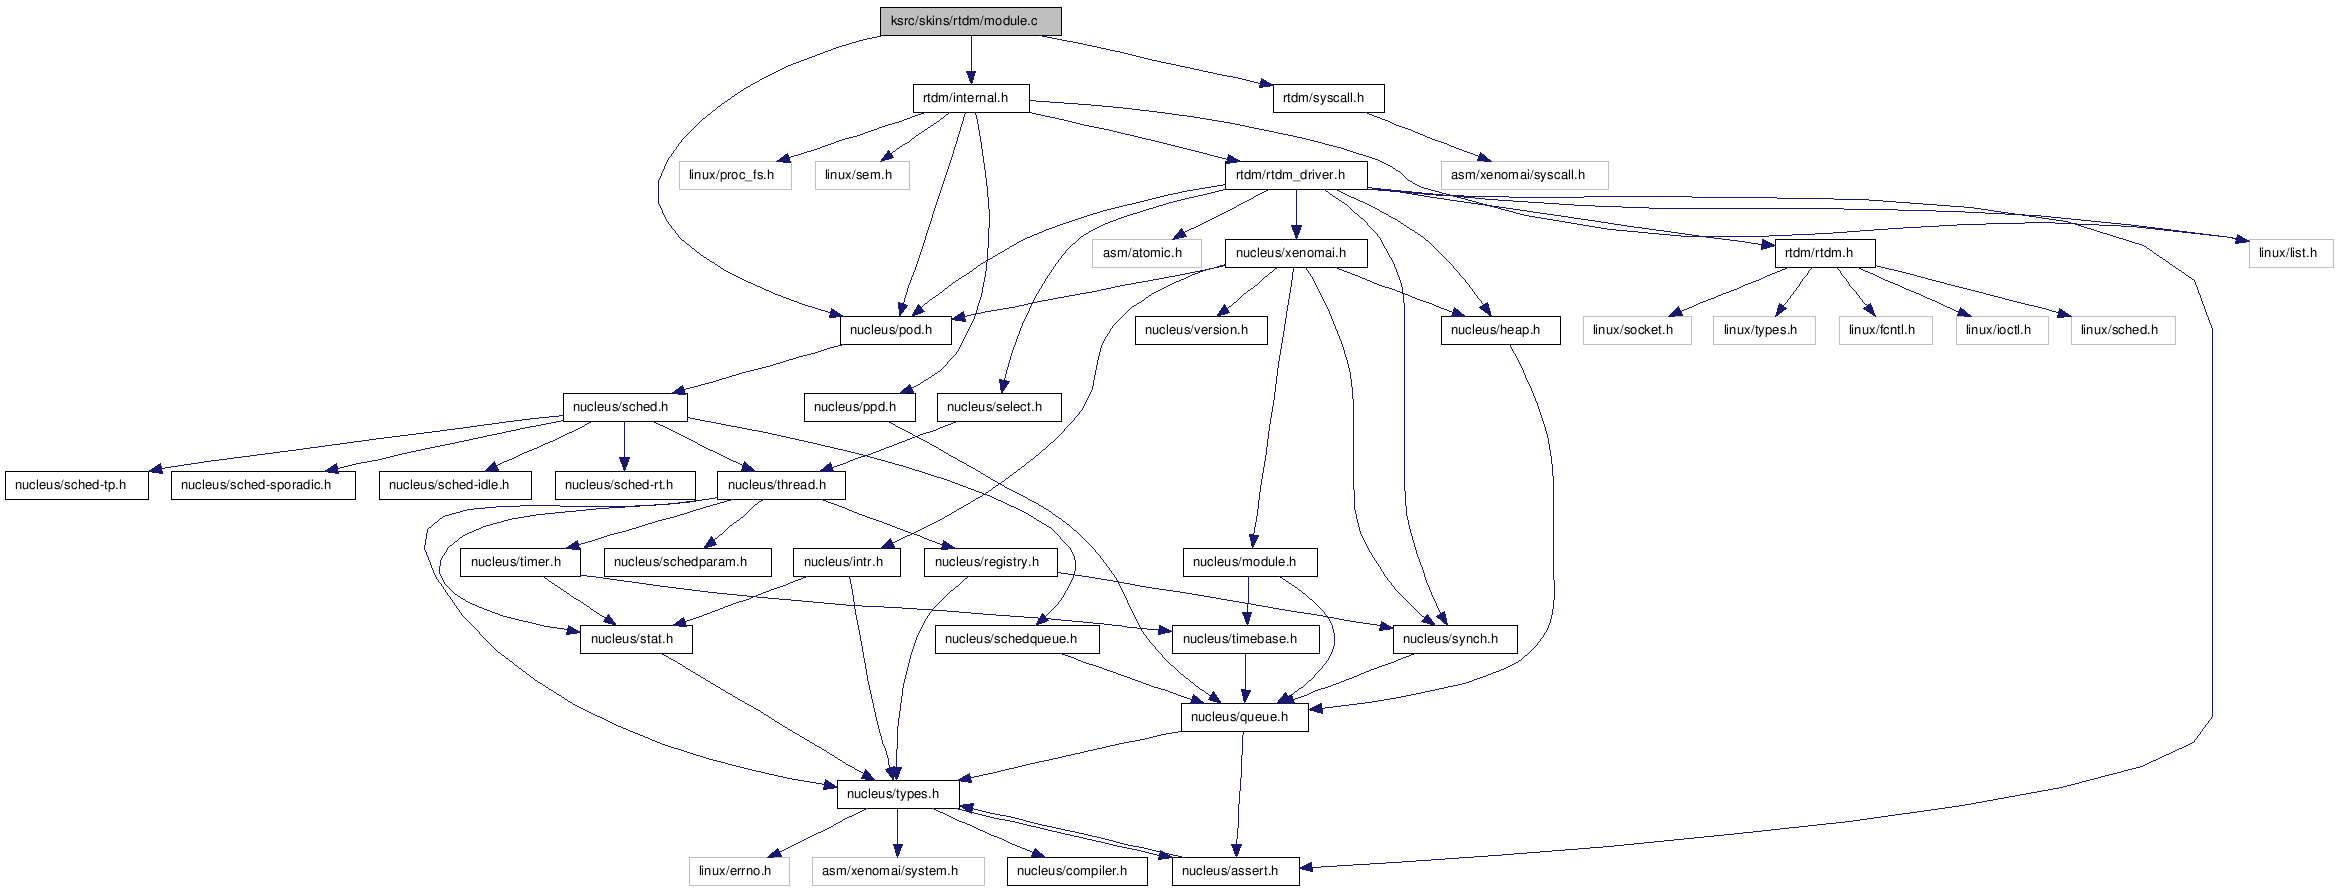 ksrc/skins/rtdm/module.c
rtdm/internal.h
rtdm/syscall.h
linux/proc_fs.h
linux/sem.h
rtdm/rtdm_driver.h
asm/xenomai/syscall.h
asm/atomic.h
nucleus/xenomai.h
rtdm/rtdm.h
linux/list.h
nucleus/pod.h
nucleus/version.h
nucleus/heap.h
linux/socket.h
linux/types.h
linux/fcntl.h
linux/ioctl.h
linux/sched.h
nucleus/sched.h
nucleus/ppd.h
nucleus/select.h
nucleus/sched-tp.h
nucleus/sched-sporadic.h
nucleus/sched-idle.h
nucleus/sched-rt.h
nucleus/thread.h
nucleus/timer.h
nucleus/schedparam.h
nucleus/intr.h
nucleus/registry.h
nucleus/module.h
nucleus/stat.h
nucleus/schedqueue.h
nucleus/timebase.h
nucleus/synch.h
nucleus/queue.h
nucleus/types.h
linux/errno.h
asm/xenomai/system.h
nucleus/compiler.h
nucleus/assert.h